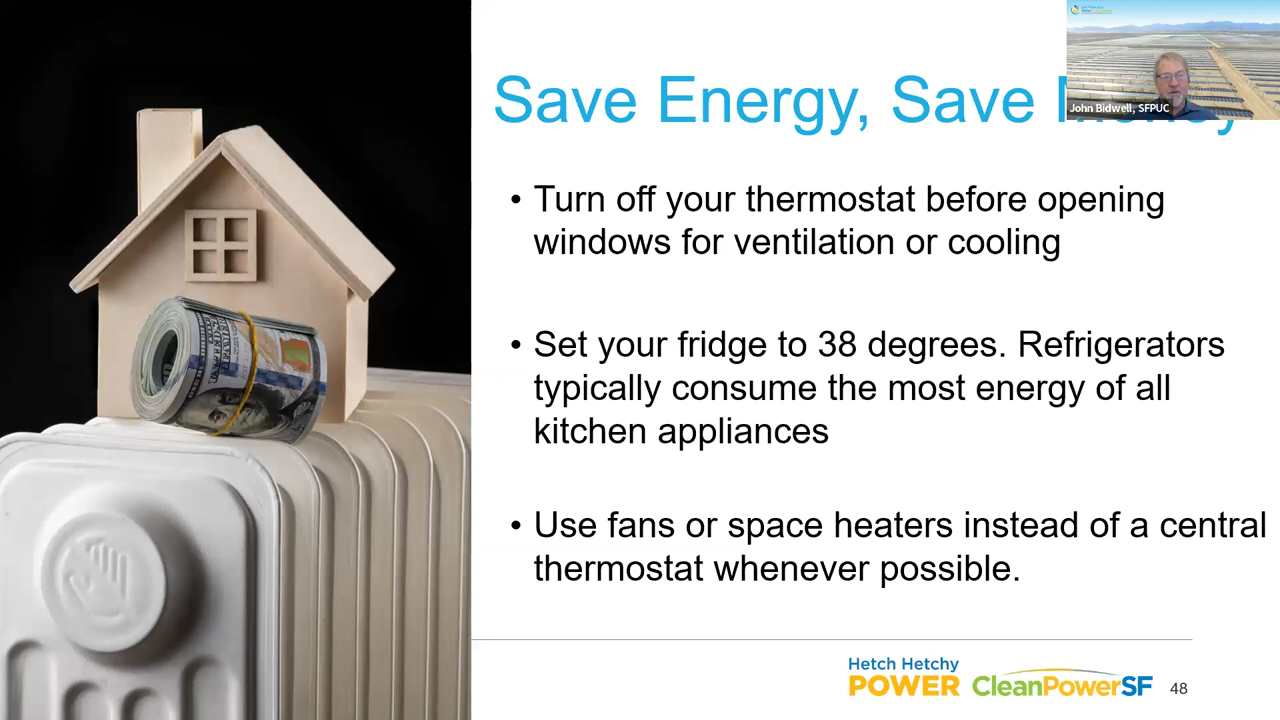 Save Energy, Save
John Bidwell, SFPUC
• Turn off your thermostat before opening
windows for ventilation or cooling
• Set your fridge to 38 degrees. Refrigerators
typically consume the most energy of all
kitchen appliances
• Use fans or space heaters instead of a central
thermostat whenever possible.
Hetch Hetchy
POWER
CleanPowerSF
48